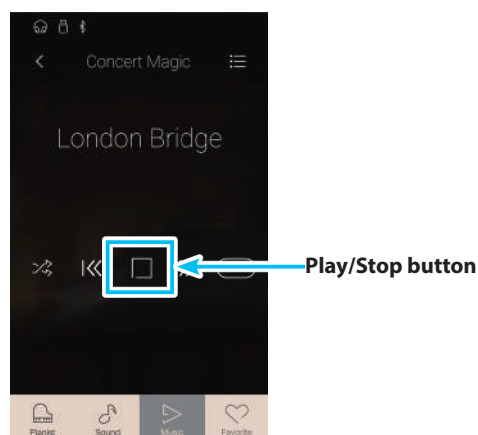 Concert Magic
London Bridge
Play/Stop button
Pianist
Sound
Music
Favorite